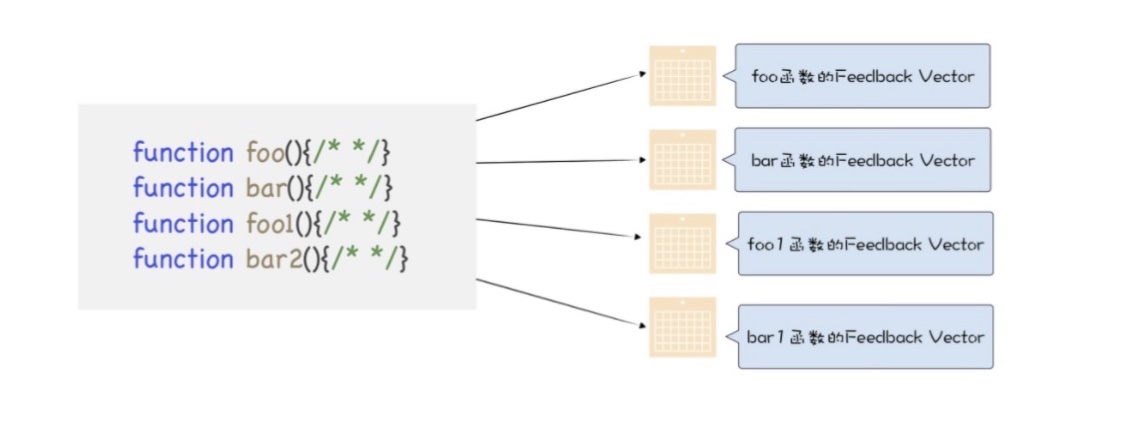 function foo(){/* */}
function bar(){/* */}
function foo1(){/* */}
function bar2(){/* */}
foo函数的Feedback Vector
bar函数的Feedback Vector
foo1函数的Feedback Vector
bar1函数的Feedback Vector